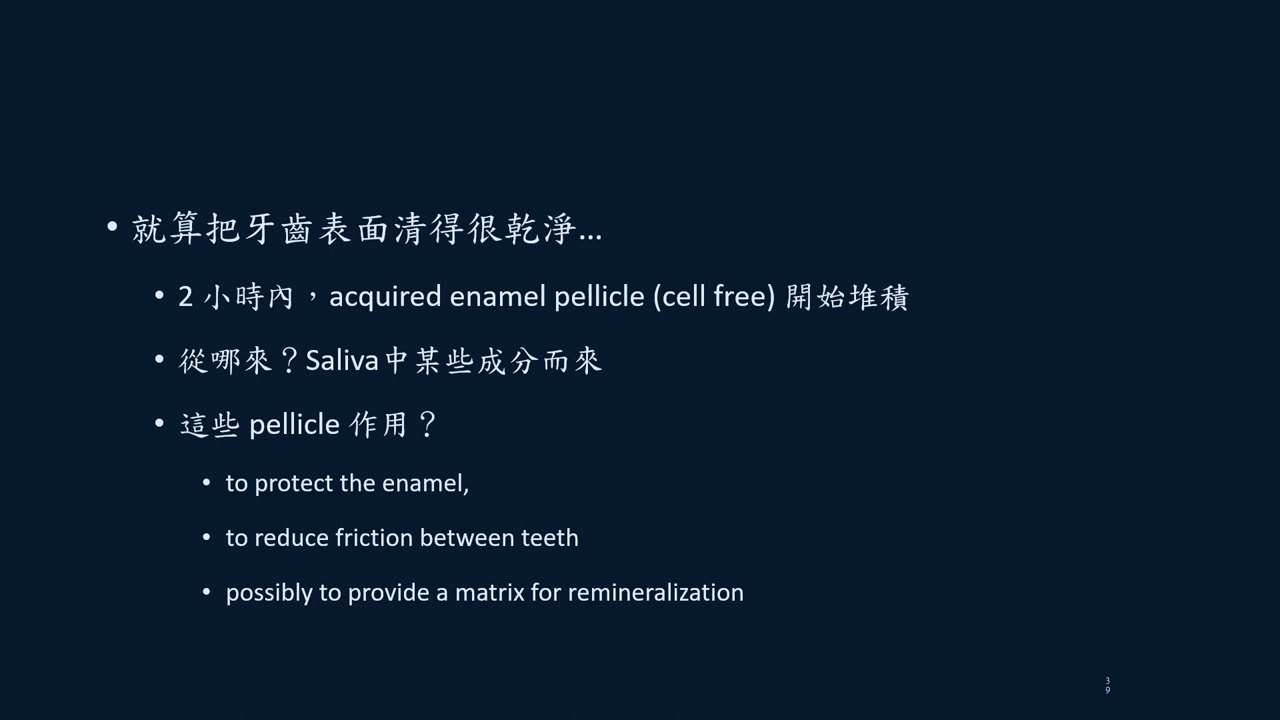 • 就算把牙齒表面清得很乾淨…
• 2 小時內，acquired enamel pellicle (cell free) 開始堆積
• 從哪來？Saliva中某些成分而來
• 這些 pellicle 作用？
• to protect the enamel,
• to reduce friction between teeth
• possibly to provide a matrix for remineralization
3
9